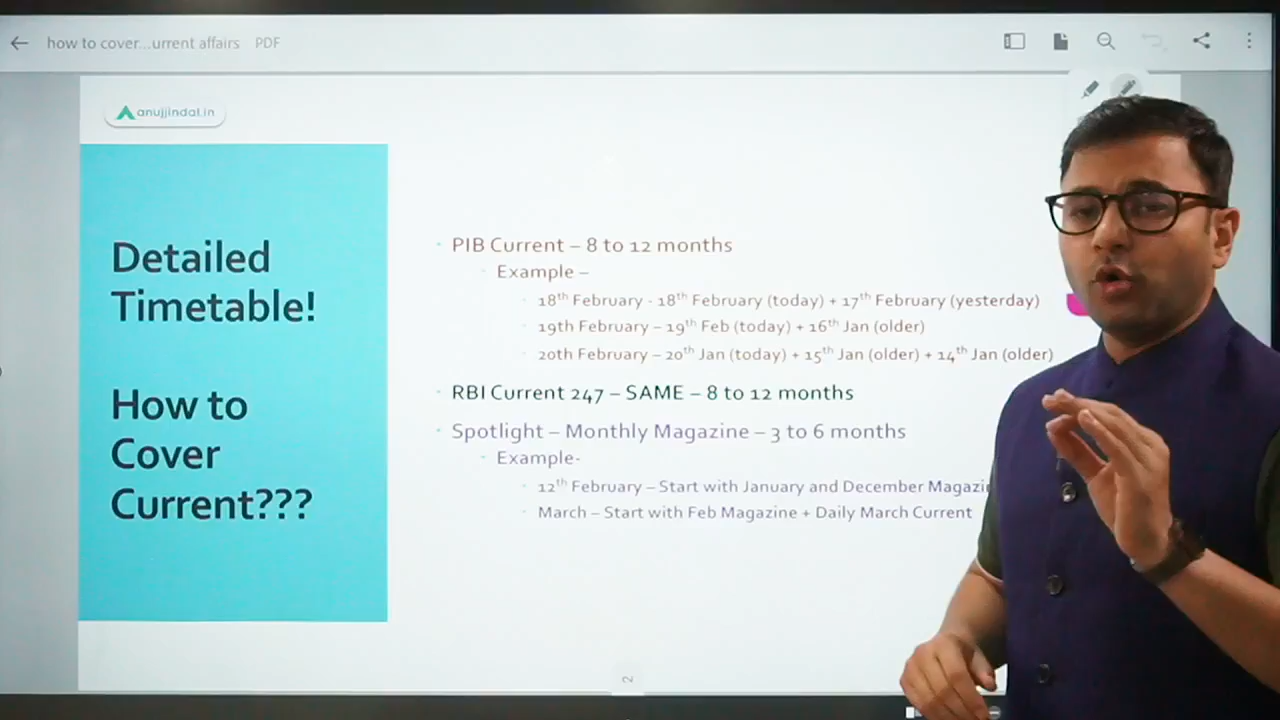 how to cover...urrent affairs PDF
anujjindal.in
Detailed
Timetable!
How to
Cover
Current???
PIB Current – 8 to 12 months
Example –
18th February - 18th February (today) + 17th February (yesterday)
19th February – 19th Feb (today) + 16th Jan (older)
20th February – 20th Jan (today) + 15th Jan (older) + 14th Jan (older)
RBI Current 247 – SAME – 8 to 12 months
Spotlight – Monthly Magazine – 3 to 6 months
Example-
12th February – Start with January and December Magazi
March – Start with Feb Magazine + Daily March Current
2